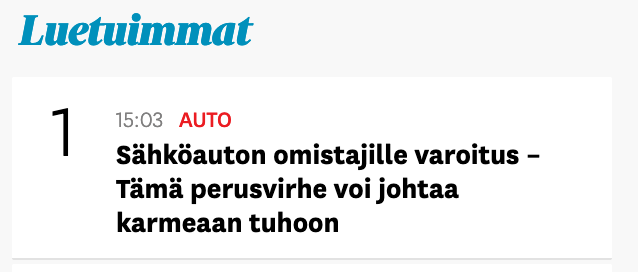 Luetuimmat
1
15:03 AUTO
Sähköauton omistajille varoitus –
Tämä perusvirhe voi johtaa
karmeaan tuhoon